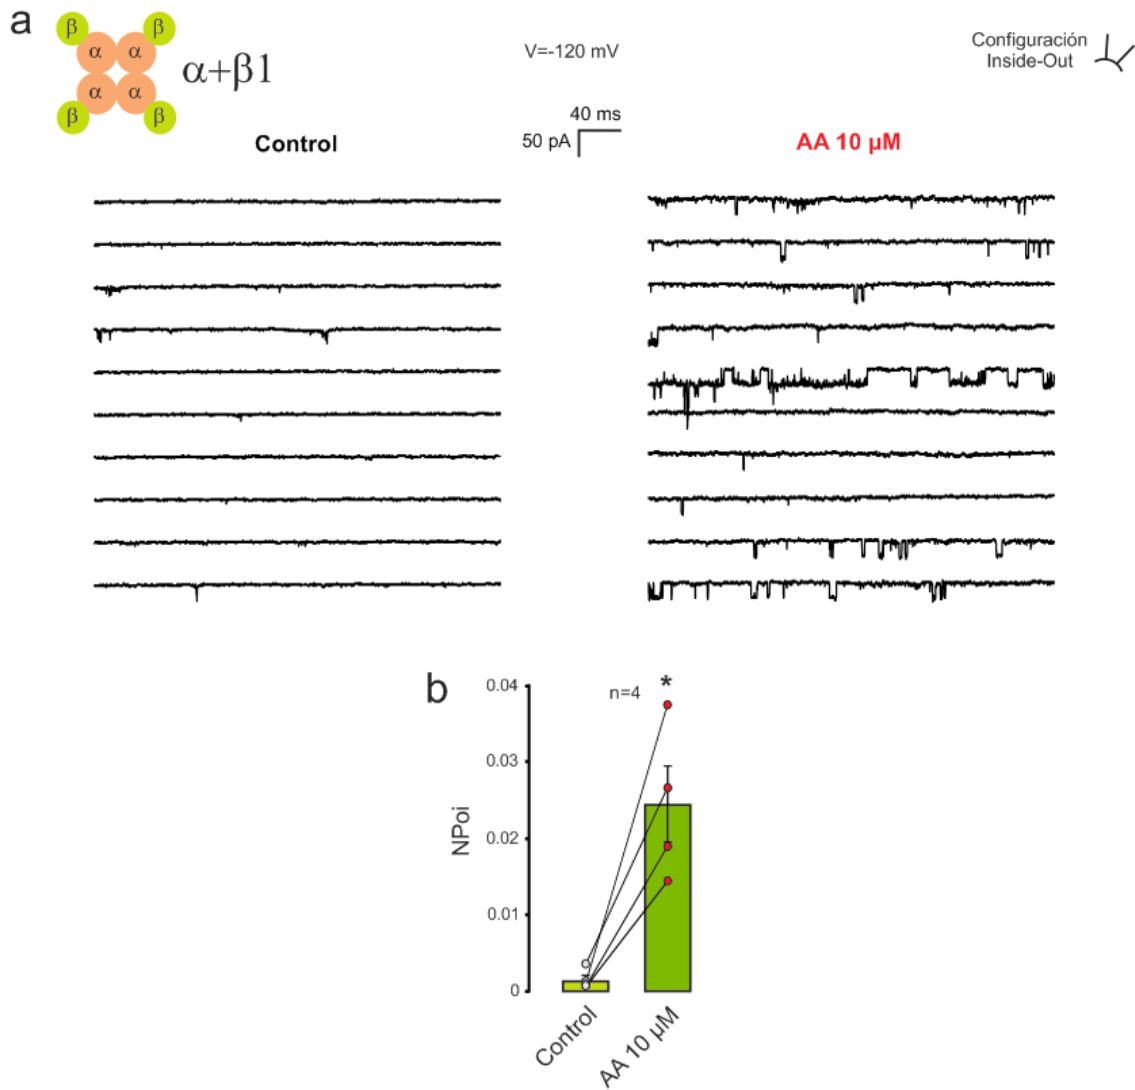 a
β β
α α
α α
β β
α+β1
V=-120 mV
Configuración
Inside-Out
40 ms
50 pA
Control
AA 10 µM
b
0.04
0.03
0.02
0.01
0
NPoi
n=4
*
Control
AA 10 µM